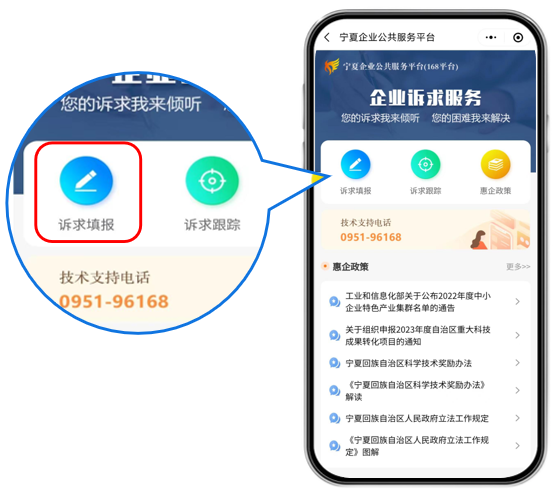 宁夏企业公共服务平台
宁夏企业公共服务平台(168平台)
企业诉求服务
您的诉求我来倾听 您的困难我来解决
诉求填报
诉求跟踪
惠企政策
技术支持电话
0951-96168
惠企政策
更多>>
工业和信息化部关于公布2022年度中小
企业特色产业集群名单的通告
关于组织申报2023年度自治区重大科技
成果转化项目的通知
宁夏回族自治区科学技术奖励办法
《宁夏回族自治区科学技术奖励办法》
解读
宁夏回族自治区人民政府立法工作规定
《宁夏回族自治区人民政府立法工作规
定》图解
您的诉求我来倾听
诉求填报
诉求跟踪
技术支持电话
0951-96168